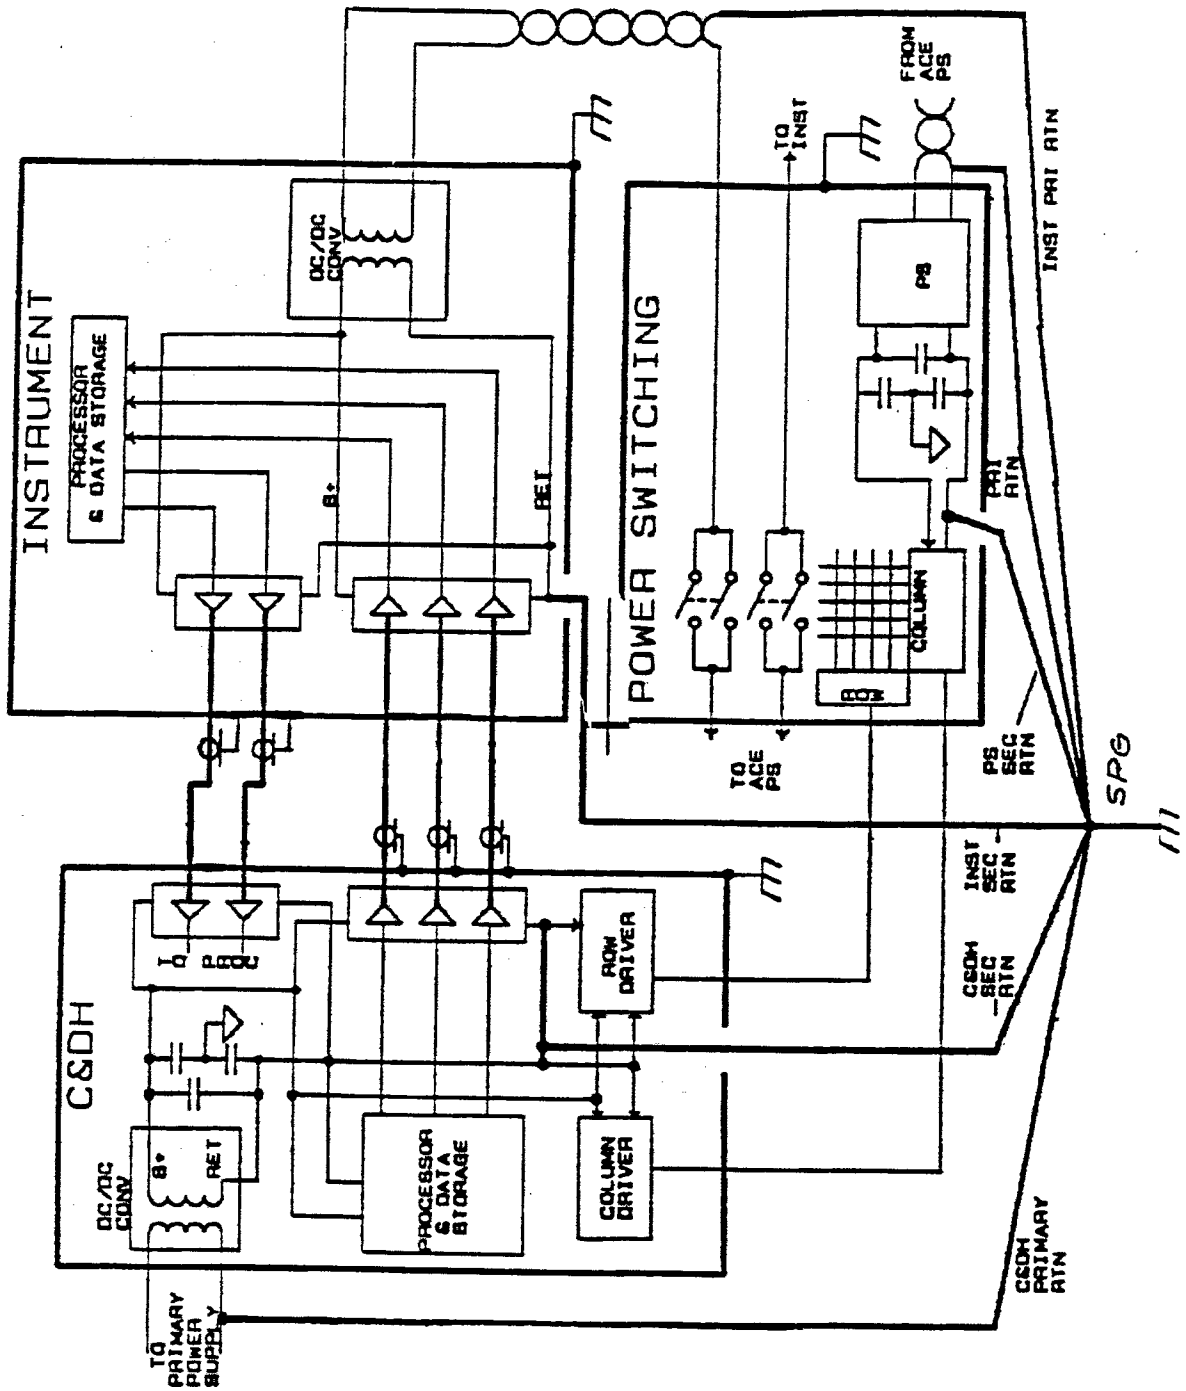 C&DH
TO
PRIMARY
POWER
SUPPLY
DC/DC
CONV
B+
RET
TO PROC
PROCESSOR
& DATA
STORAGE
COLUMN
DRIVER
ROW
DRIVER
INSTRUMENT
PROCESSOR
& DATA STORAGE
DC/DC
CONV
B+
RET
POWER SWITCHING
TO
ACE
PS
TO
INST
ROW
COLUMN
PS
FROM
ACE
PS
PRI
RTN
INST PRI RTN
PS
SEC
RTN
INST
SEC
RTN
C&DH
SEC
RTN
C&DH
PRIMARY
RTN
SPG